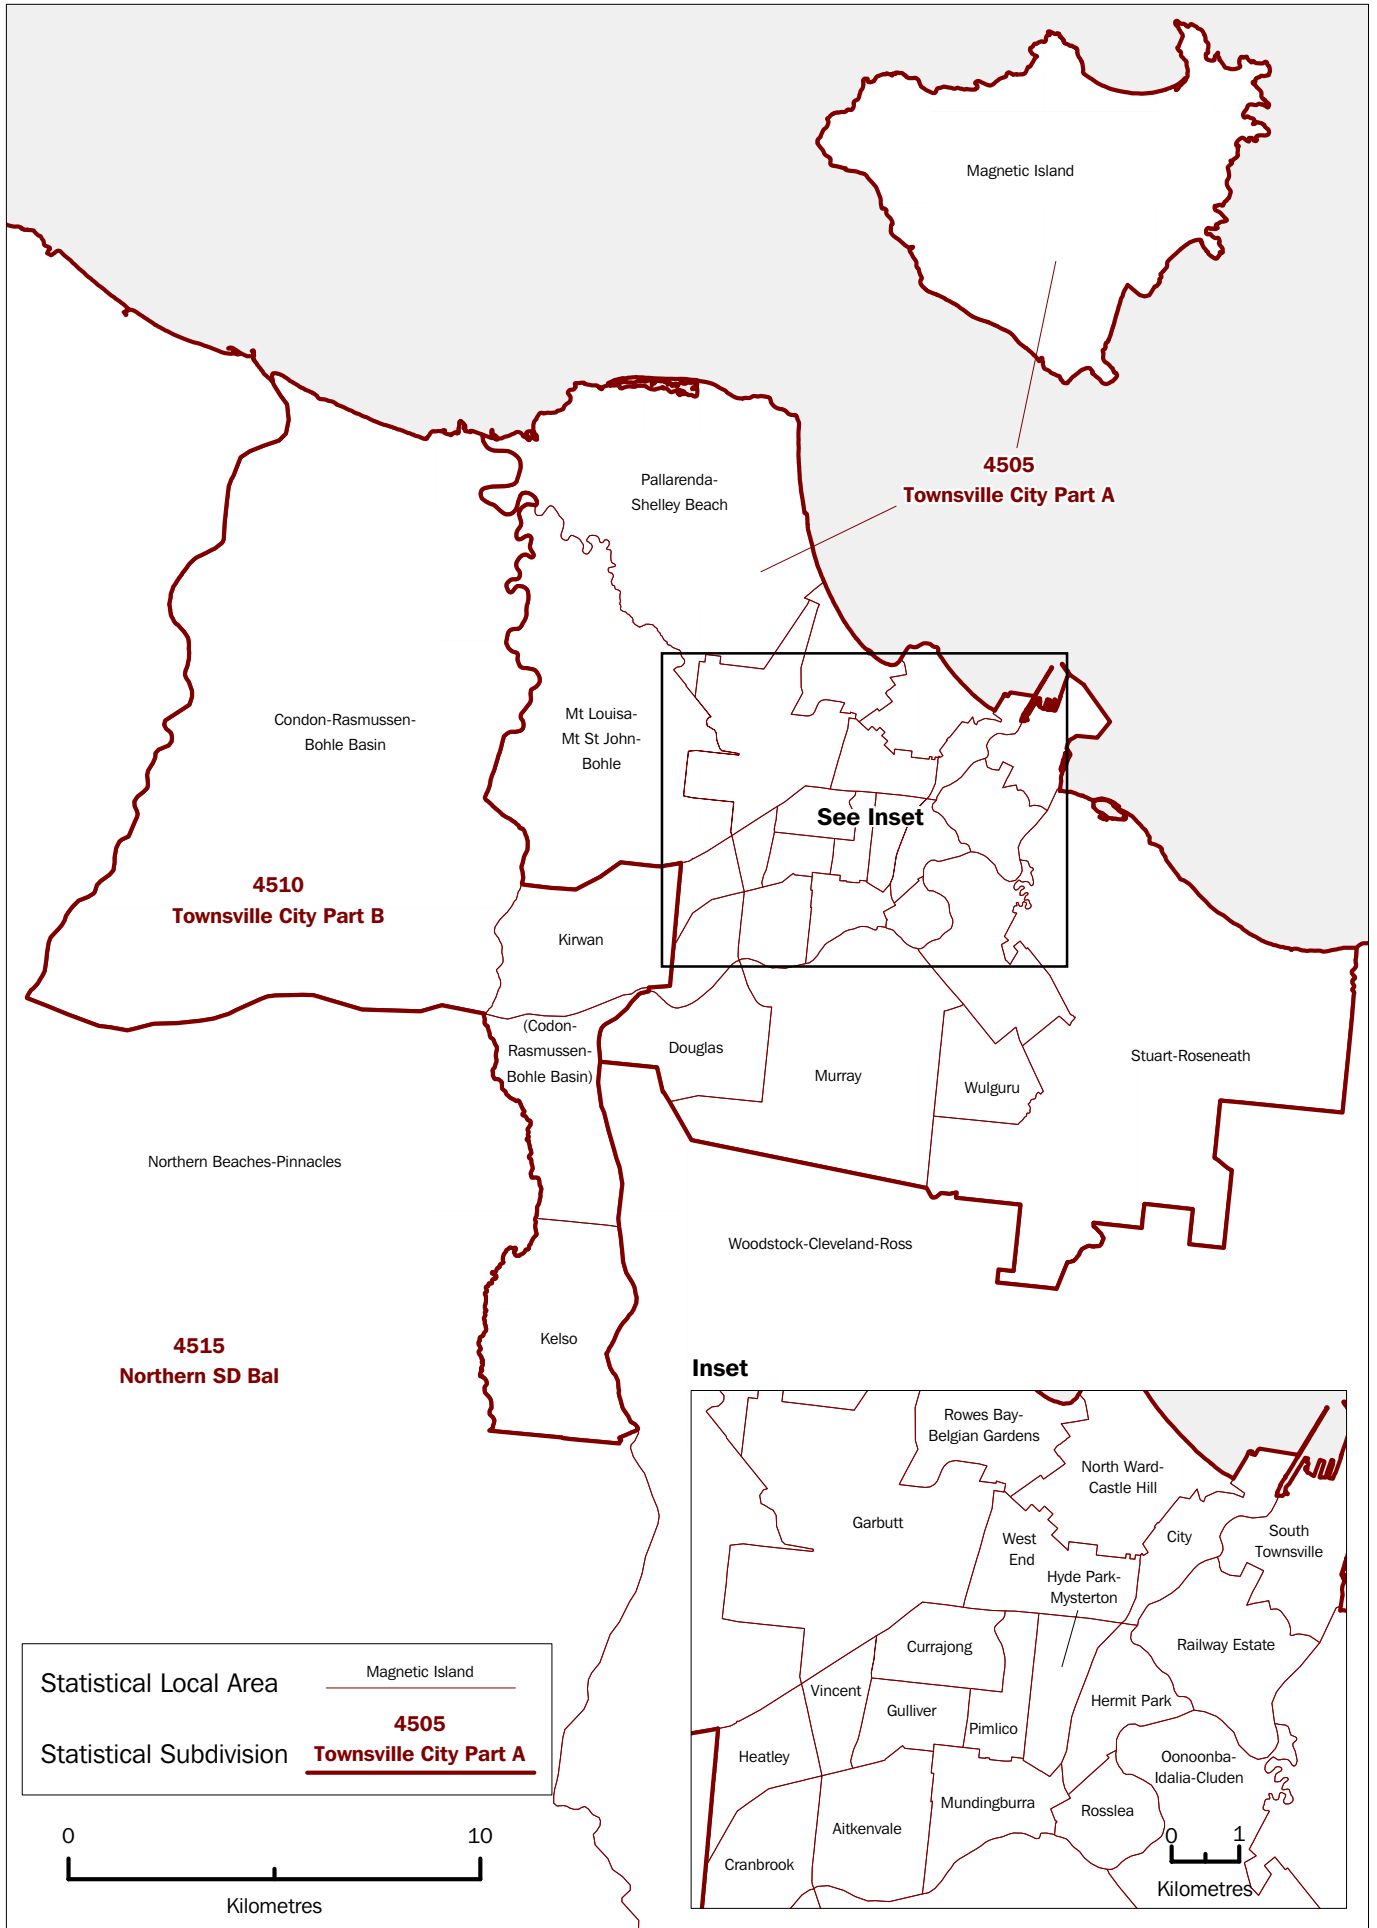 Magnetic Island
4505
Townsville City Part A
Pallarenda-
Shelley Beach
Condon-Rasmussen-
Bohle Basin
Mt Louisa-
Mt St John-
Bohle
See Inset
4510
Townsville City Part B
Kirwan
(Codon-
Rasmussen-
Bohle Basin)
Douglas
Murray
Wulguru
Stuart-Roseneath
Northern Beaches-Pinnacles
Woodstock-Cleveland-Ross
Kelso
4515
Northern SD Bal
Inset
Rowes Bay-
Belgian Gardens
North Ward-
Castle Hill
Garbutt
West
End
City
South
Townsville
Hyde Park-
Mysterton
Currajong
Railway Estate
Vincent
Gulliver
Pimlico
Hermit Park
Heatley
Oonoonba-
Idalia-Cluden
Mundingburra
Rosslea
Aitkenvale
Cranbrook
0 1
Kilometres
Statistical Local Area
Magnetic Island
Statistical Subdivision
4505
Townsville City Part A
0 10
Kilometres